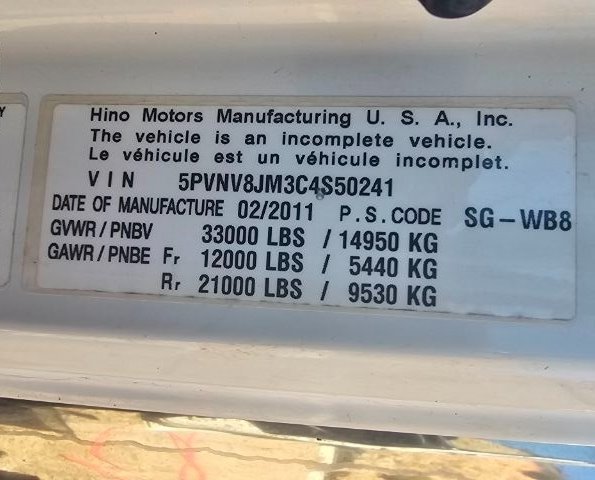 Hino Motors Manufacturing U. S. A., Inc.
The vehicle is an incomplete vehicle.
Le véhicule est un véhicule incomplet.
VIN 5PVNV8JM3C4S50241
DATE OF MANUFACTURE 02/2011 P.S.CODE SG-WB8
GVWR/PNBV 33000 LBS / 14950 KG
GAWR/PNBE Fr 12000 LBS / 5440 KG
Rr 21000 LBS / 9530 KG